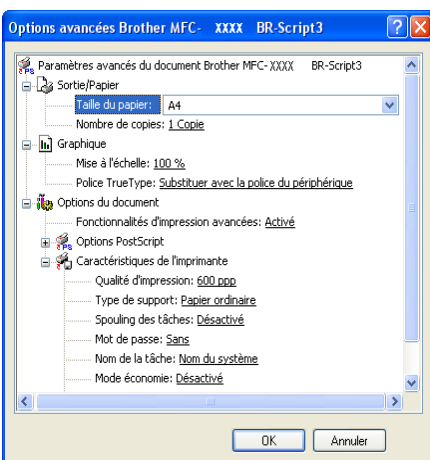 Options avancées Brother MFC- XXXX BR-Script3
Paramètres avancés du document Brother MFC-XXXX BR-Script3
Sortie/Papier
Taille du papier: A4
Nombre de copies: 1 Copie
Graphique
Mise à l'échelle: 100 %
Police TrueType: Substituer avec la police du périphérique
Options du document
Fonctionnalités d'impression avancées: Activé
Options PostScript
Caractéristiques de l'imprimante
Qualité d'impression: 600 ppp
Type de support: Papier ordinaire
Spouling des tâches: Désactivé
Mot de passe: Sans
Nom de la tâche: Nom du système
Mode économie: Désactivé
OK Annuler